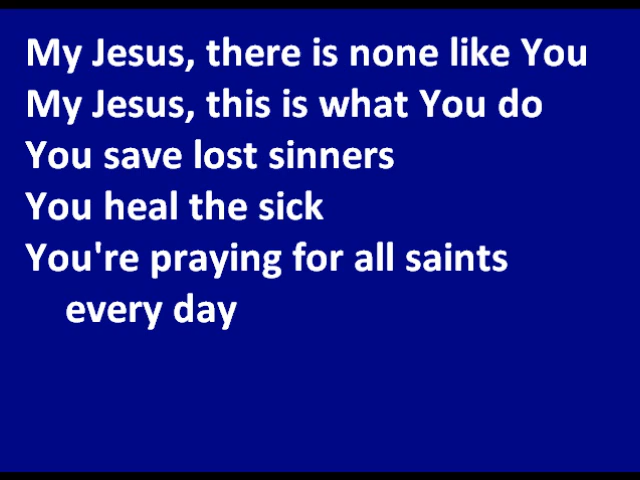 My Jesus, there is none like You
My Jesus, this is what You do
You save lost sinners
You heal the sick
You're praying for all saints
every day